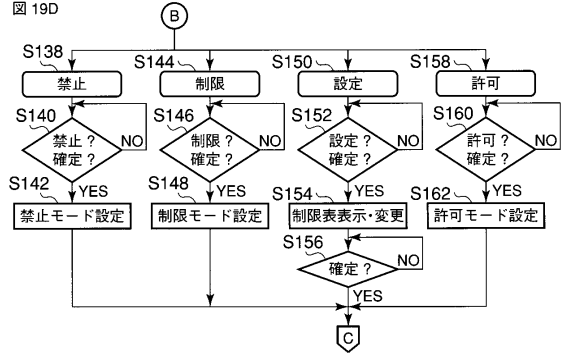 図 19D
B
S138
禁止
S144
制限
S150
設定
S158
許可
S140
禁止?
確定?
NO
S146
制限?
確定?
NO
S152
設定?
確定?
NO
S160
許可?
確定?
NO
YES
S142
禁止モード設定
YES
S148
制限モード設定
YES
S154
制限表表示・変更
YES
S162
許可モード設定
S156
確定?
NO
YES
C